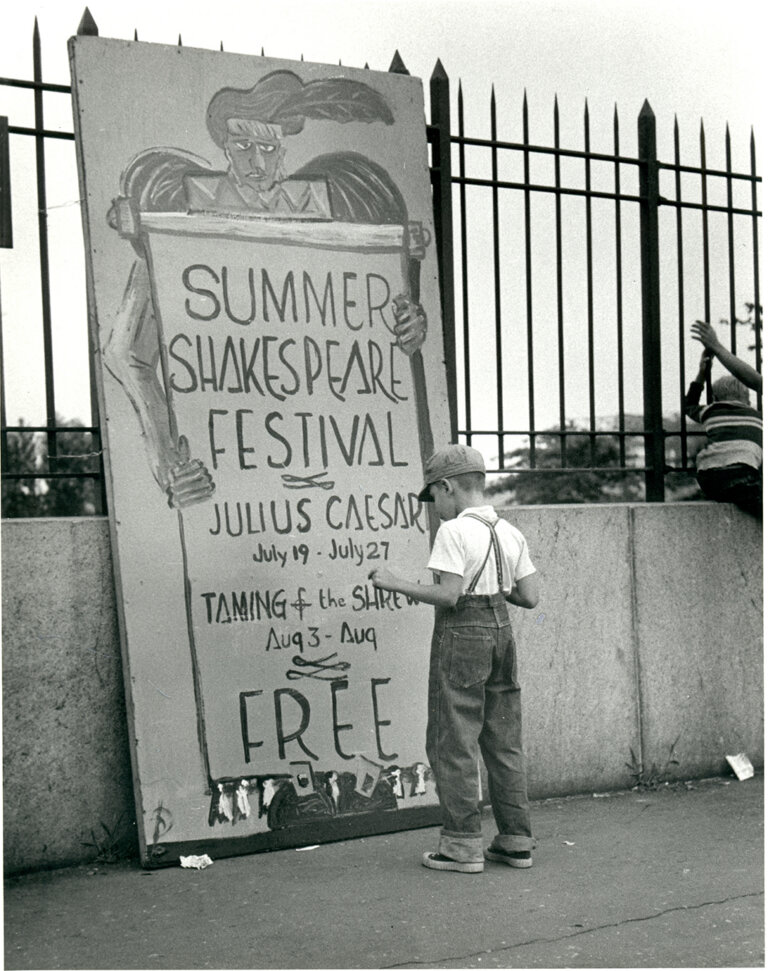 SUMMER
SHAKESPEARE
FESTIVAL
JULIUS CAESAR
July 19 - July 27
TAMING of the SHREW
Aug 3 - Aug
FREE